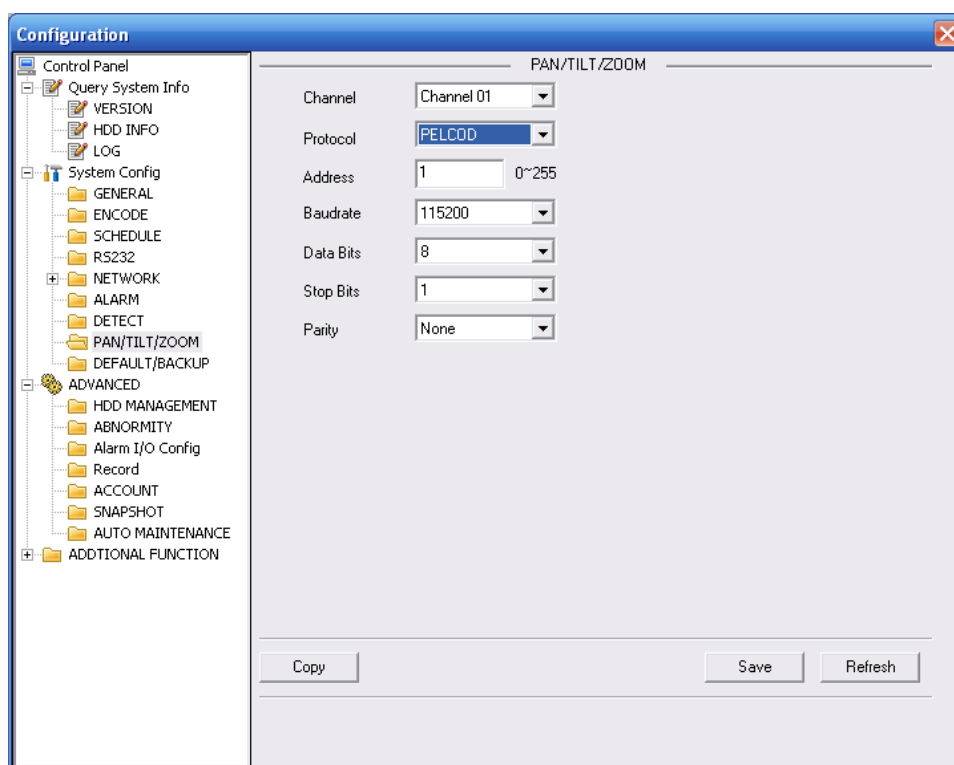 Configuration
Control Panel
Query System Info
VERSION
HDD INFO
LOG
System Config
GENERAL
ENCODE
SCHEDULE
RS232
NETWORK
ALARM
DETECT
PAN/TILT/ZOOM
DEFAULT/BACKUP
ADVANCED
HDD MANAGEMENT
ABNORMITY
Alarm I/O Config
Record
ACCOUNT
SNAPSHOT
AUTO MAINTENANCE
ADDTIONAL FUNCTION
PAN/TILT/ZOOM
Channel Channel 01
Protocol PELCOD
Address 1 0~255
Baudrate 115200
Data Bits 8
Stop Bits 1
Parity None
Copy Save Refresh